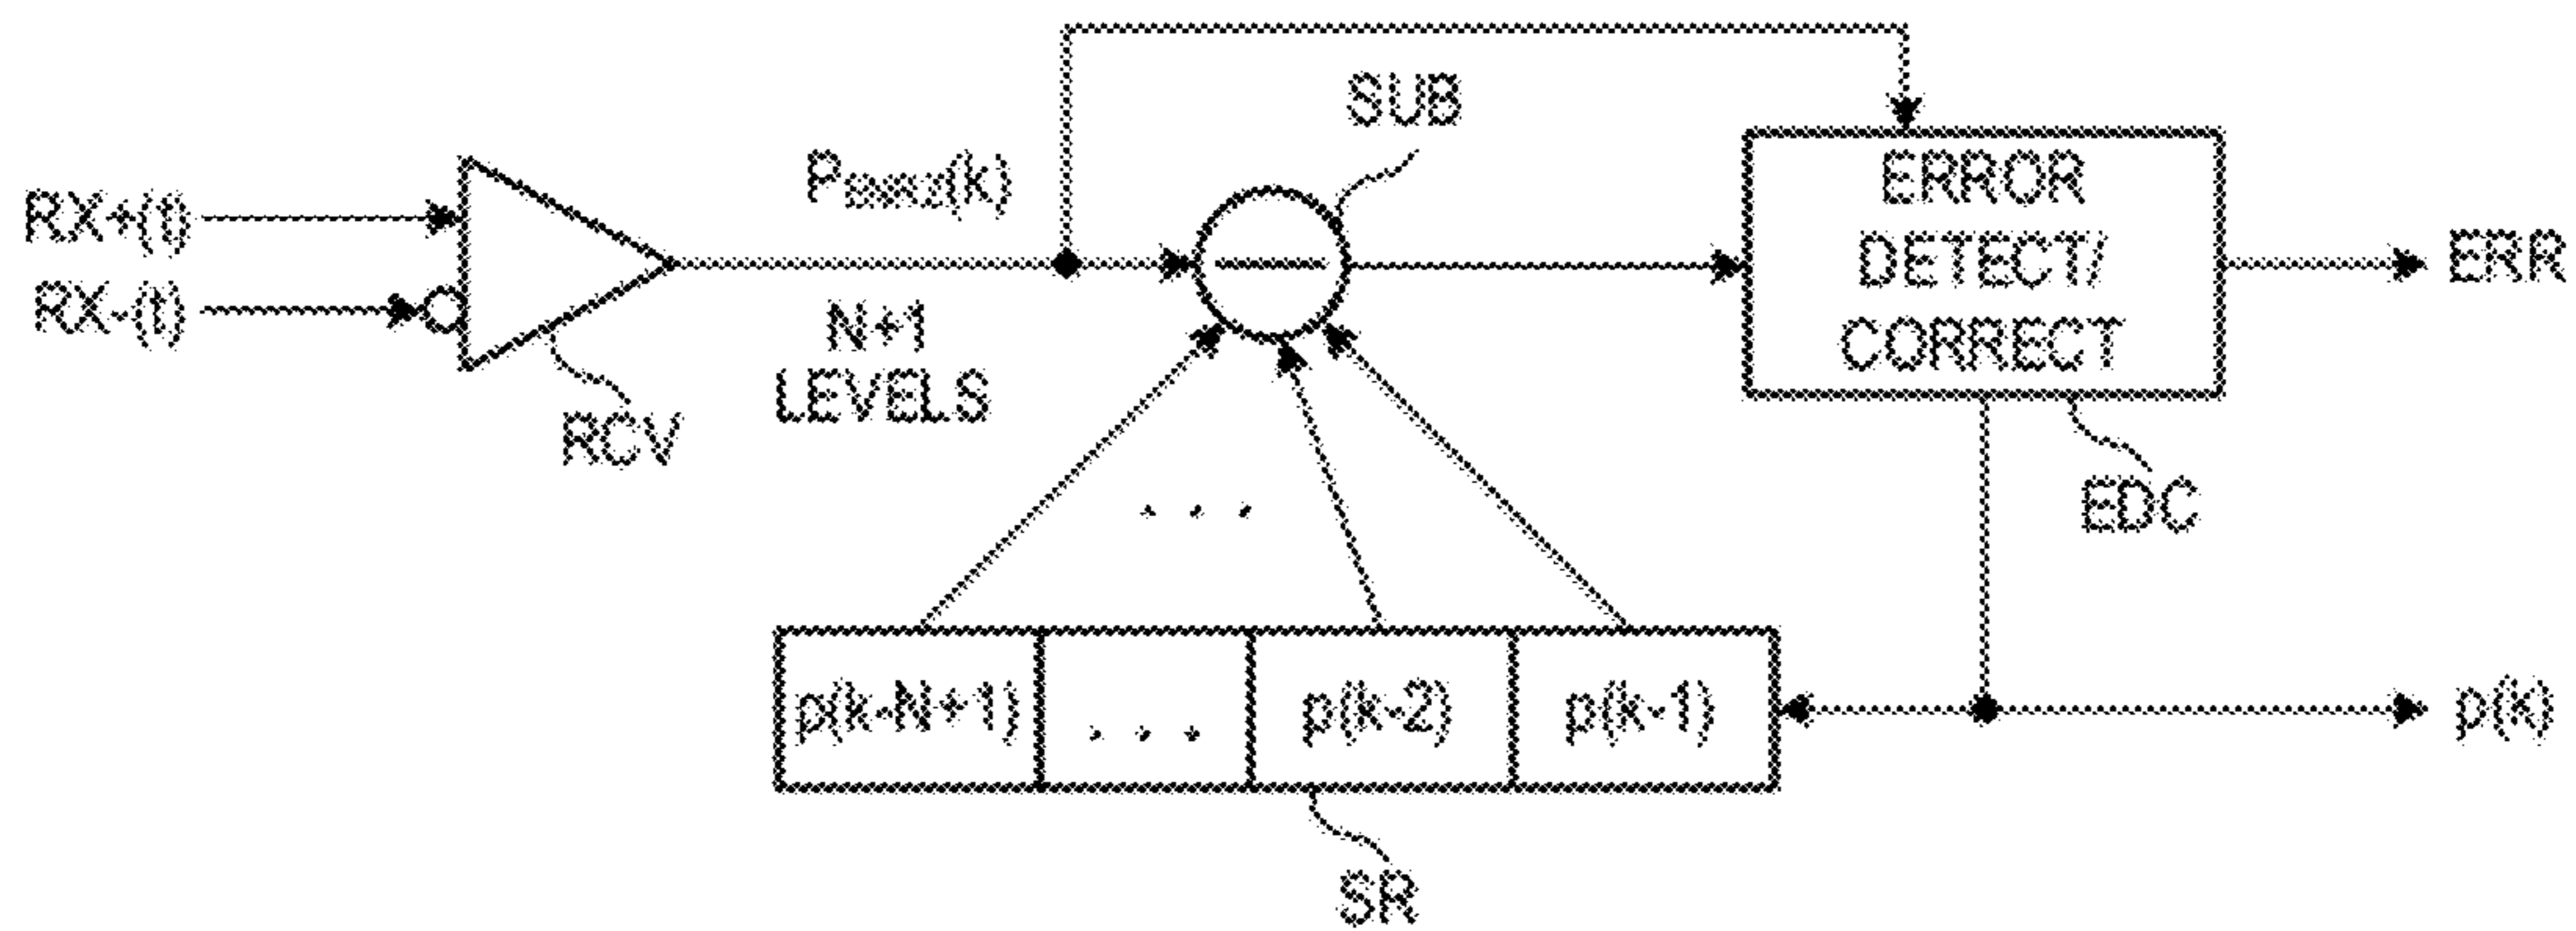 SUB
ERROR
DETECT/
CORRECT
RX+(t)
RX-(t)
N+1
LEVELS
RCV
ERR
EDC
. . .
p(k-N+1) . . . p(k-2) p(k-1)
p(k)
SR